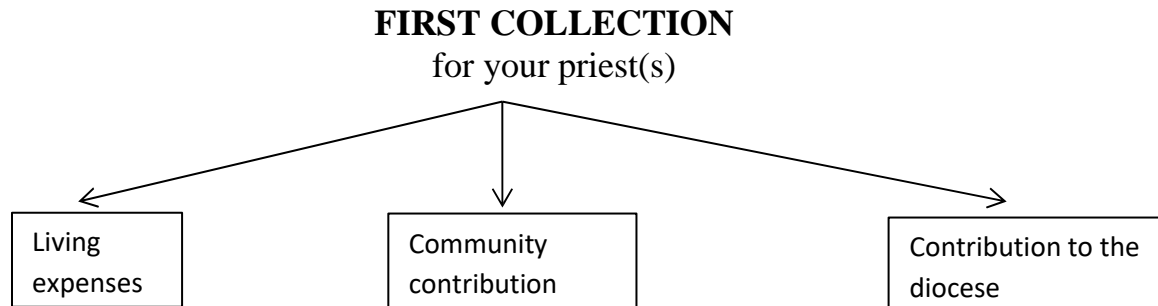 FIRST COLLECTION
for your priest(s)
Living
expenses
Community
contribution
Contribution to the
diocese